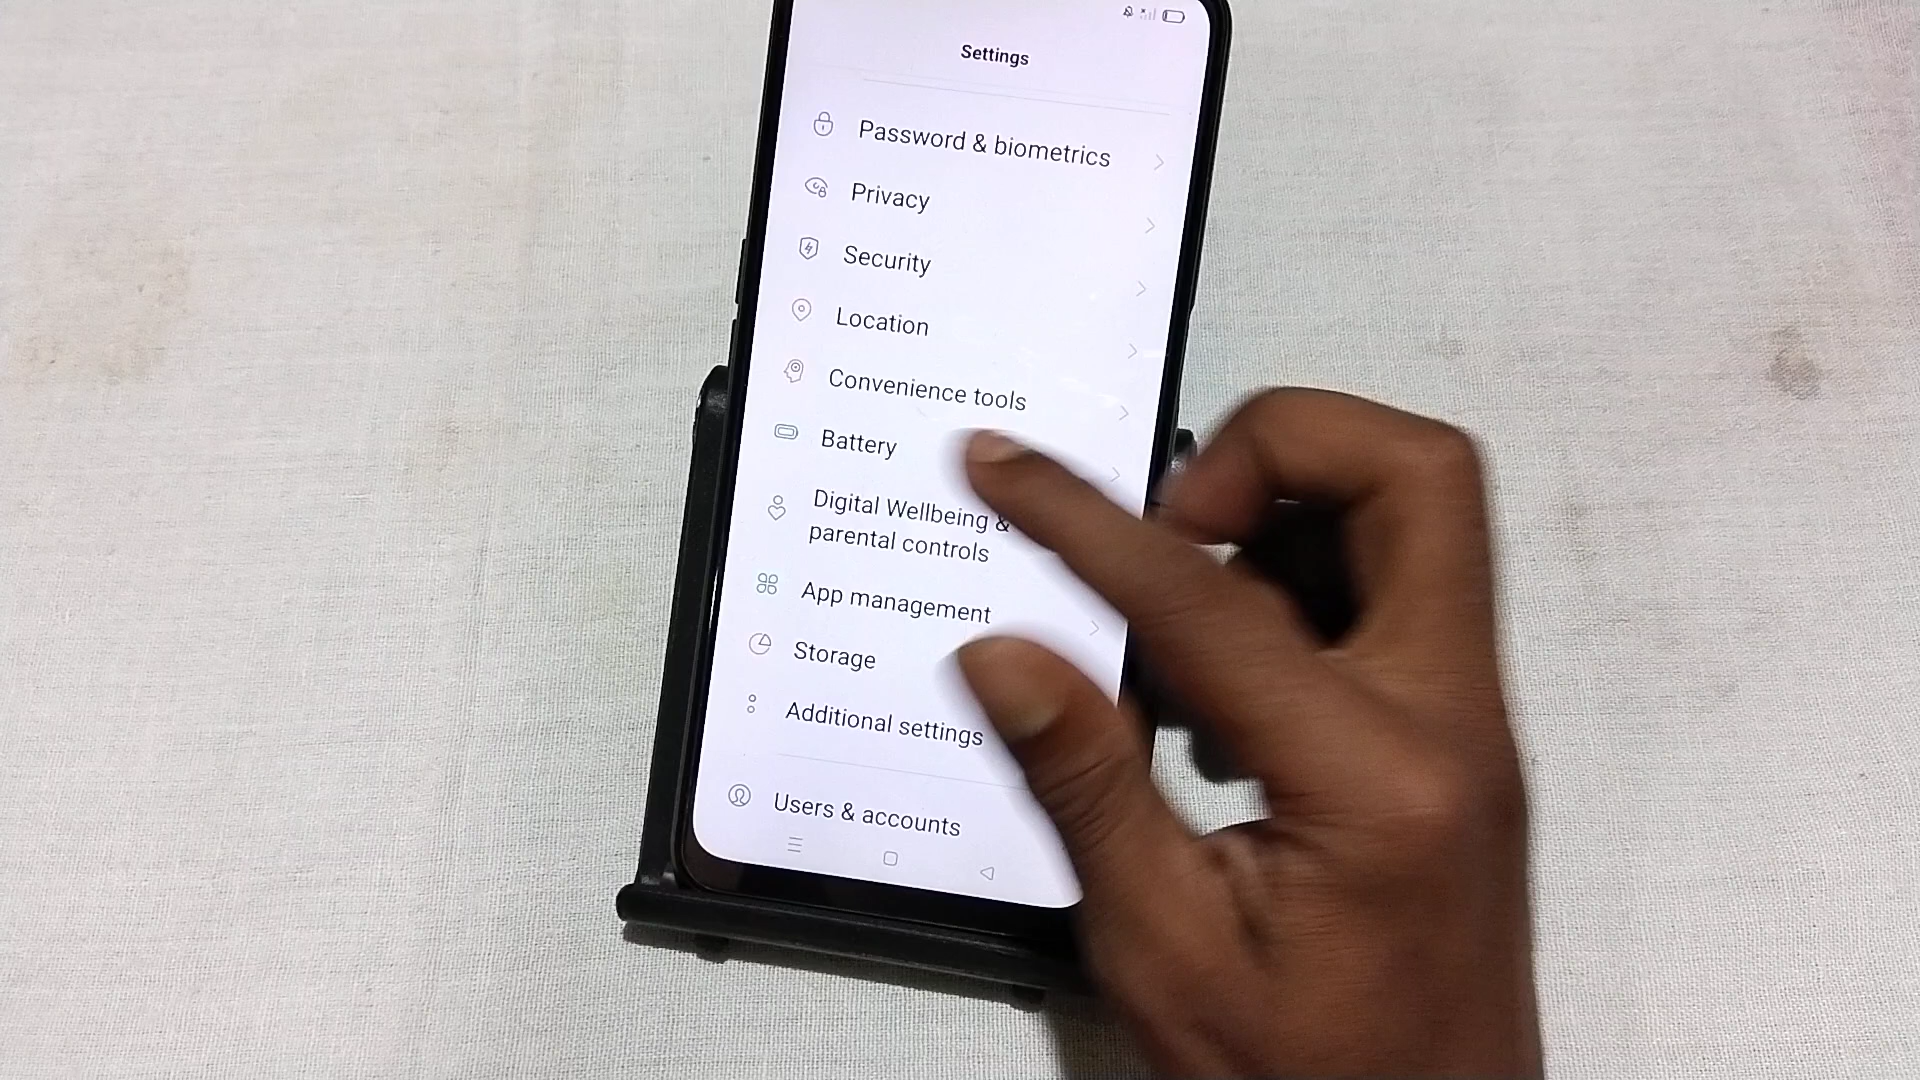 Settings
Password & biometrics
Privacy
Security
Location
Convenience tools
Battery
Digital Wellbeing &
parental controls
App management
Storage
Additional settings
Users & accounts